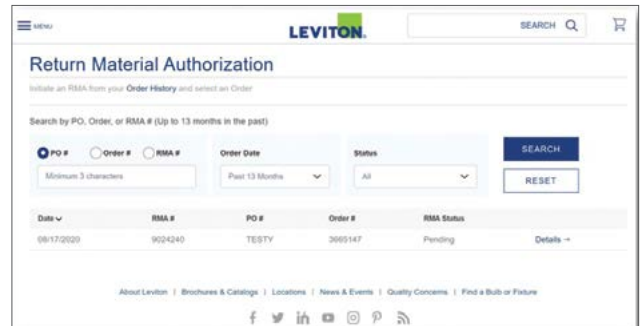 MENU
LEVITON.
SEARCH
Return Material Authorization
Initiate an RMA from your Order History and select an Order
Search by PO, Order, or RMA # (Up to 13 months in the past)
PO # Order # RMA # Order Date Status SEARCH
Minimum 3 characters Past 13 Months All RESET
Date RMA # PO # Order # RMA Status
08/17/2020 9024240 TESTY 3665147 Pending Details →
About Leviton | Brochures & Catalogs | Locations | News & Events | Quality Concerns | Find a Bulb or Fixture